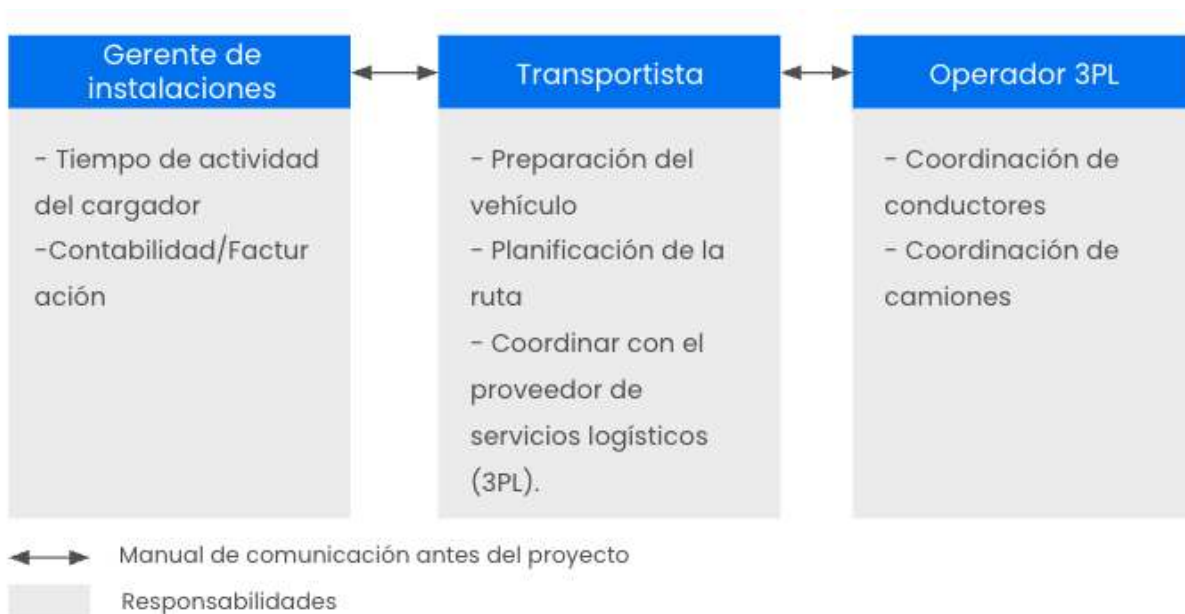 Gerente de
instalaciones
- Tiempo de actividad
del cargador
-Contabilidad/Factur
ación
Transportista
- Preparación del
vehículo
- Planificación de la
ruta
- Coordinar con el
proveedor de
servicios logísticos
(3PL).
Operador 3PL
- Coordinación de
conductores
- Coordinación de
camiones
Manual de comunicación antes del proyecto
Responsabilidades